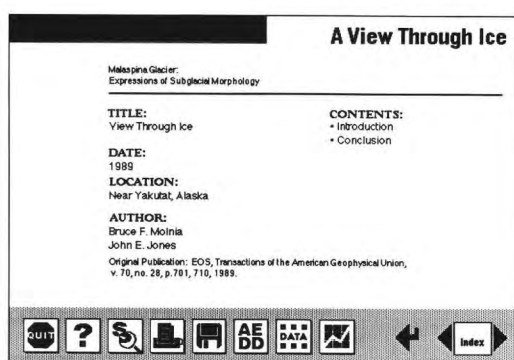 A View Through Ice
Malaspina Glacier:
Expressions of Subglacial Morphology
TITLE:
View Through Ice
DATE:
1989
LOCATION:
Near Yakutat, Alaska
AUTHOR:
Bruce F. Molnia
John E. Jones
Original Publication: EOS, Transactions of the American Geophysical Union,
v. 70, no. 28, p.701, 710, 1989.
CONTENTS:
• Introduction
• Conclusion
QUIT
?
S
AE
DD
DATA
Index